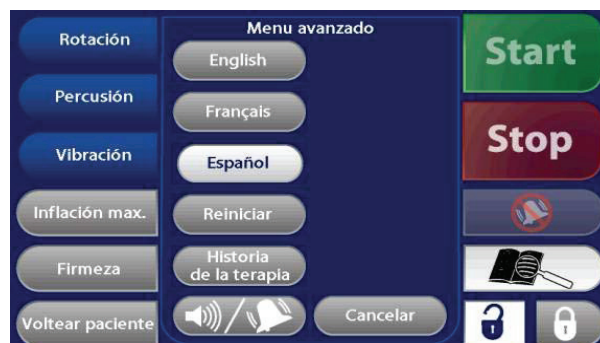 Menu avanzado
Rotación
Percusión
Vibración
Inflación max.
Firmeza
Voltear paciente
English
Français
Español
Reiniciar
Historia
de la terapia
Cancelar
Start
Stop